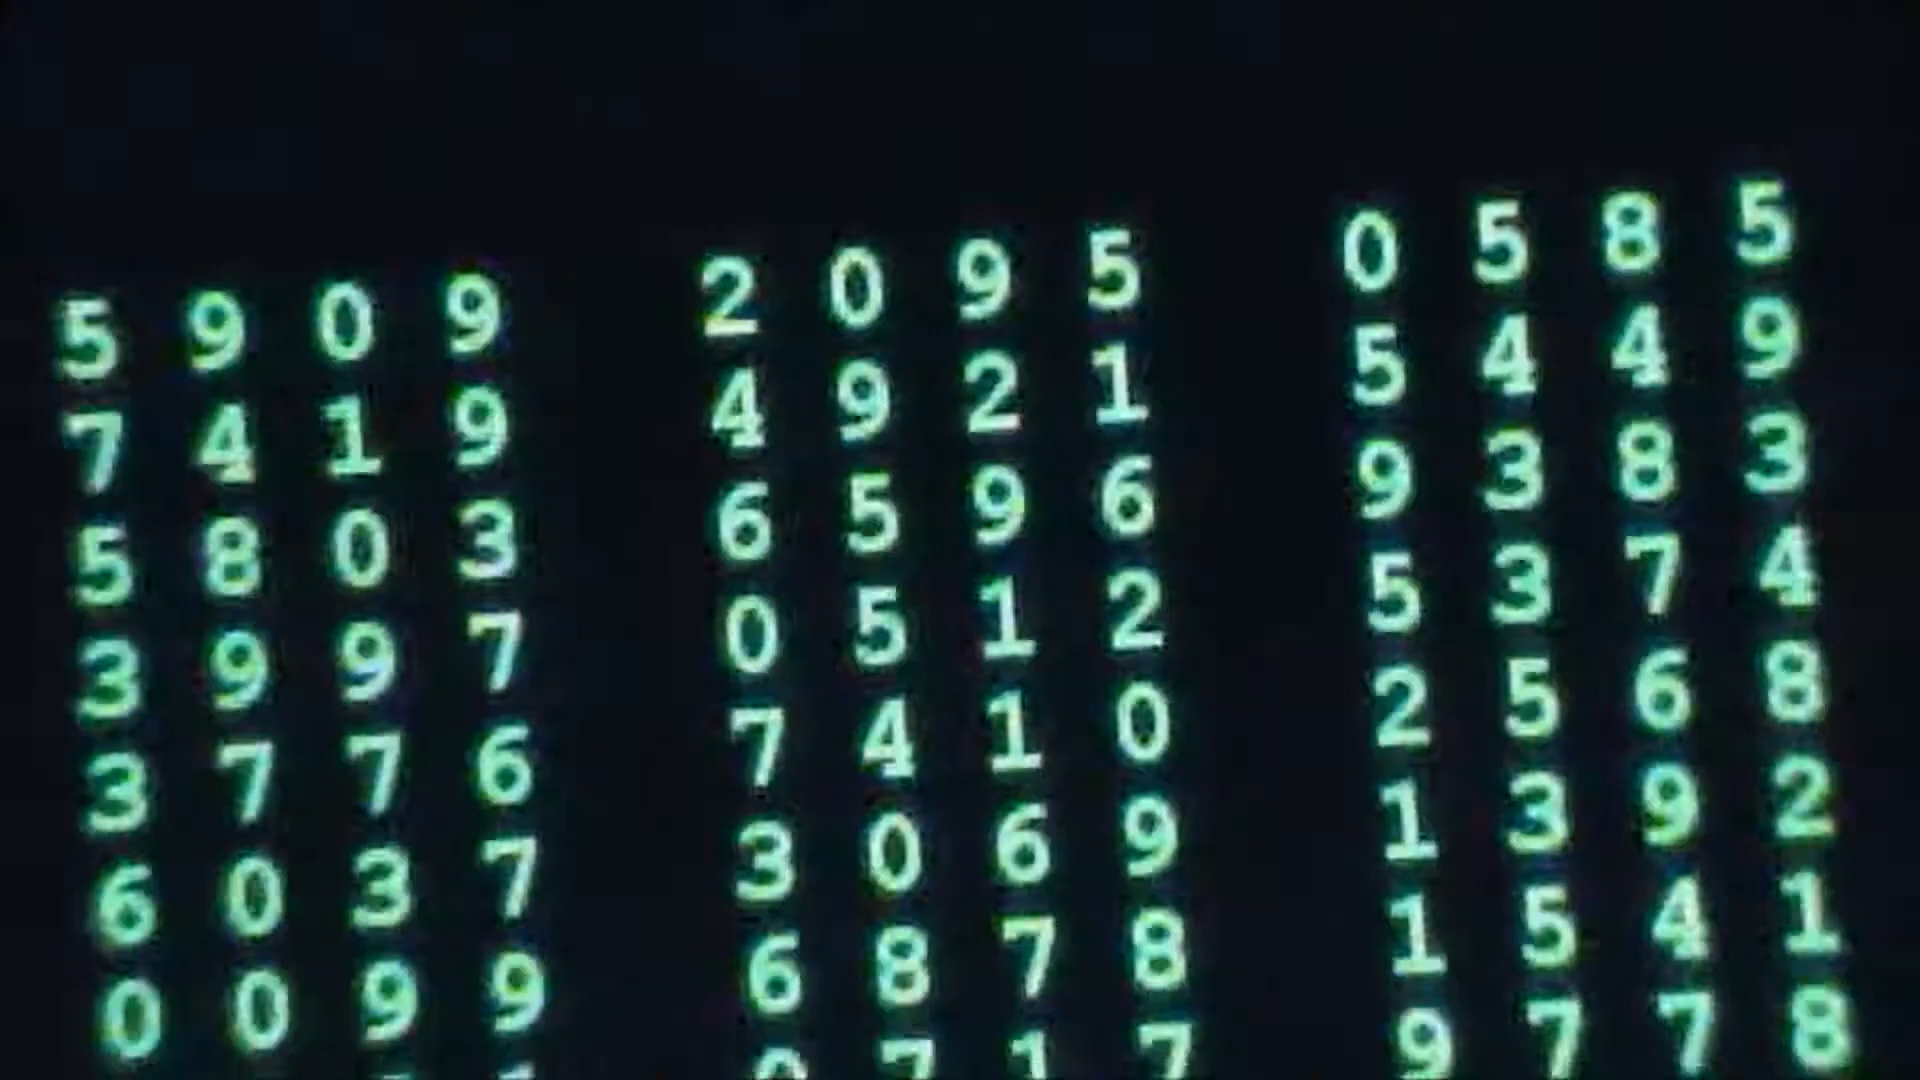 5 9 0 9 2 0 9 5 0 5 8 5
7 4 1 9 4 9 2 1 5 4 4 9
5 8 0 3 6 5 9 6 9 3 8 3
3 9 9 7 0 5 1 2 5 3 7 4
3 7 7 6 7 4 1 0 2 5 6 8
6 0 3 7 3 0 6 9 1 3 9 2
0 0 9 9 6 8 7 8 1 5 4 1
7 1 7 9 7 7 8